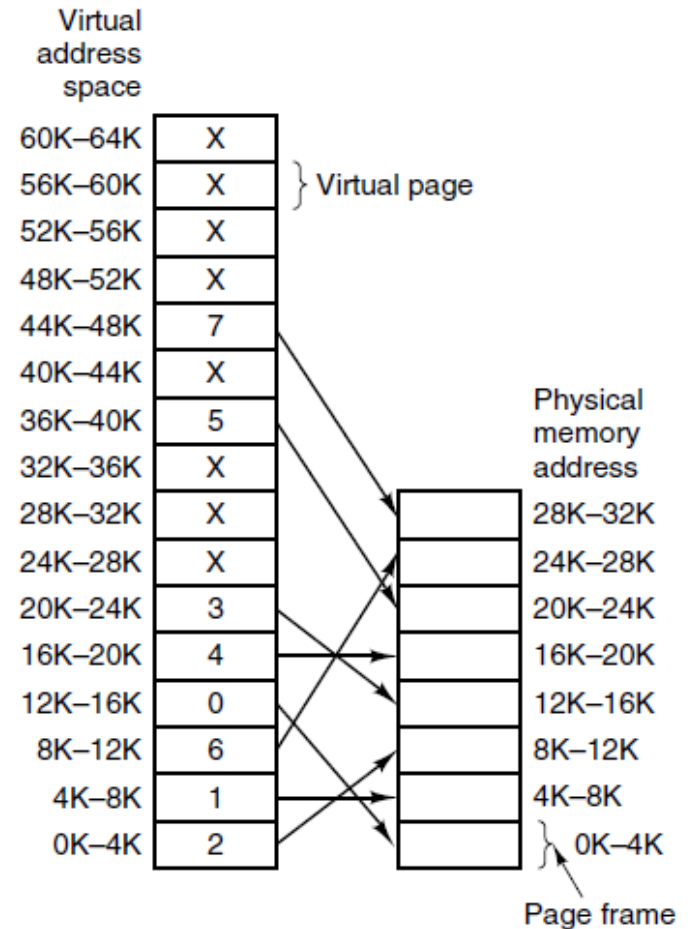 Virtual
address
space
60K–64K X
56K–60K X Virtual page
52K–56K X
48K–52K X
44K–48K 7
40K–44K X
36K–40K 5
32K–36K X
28K–32K X
24K–28K X
20K–24K 3
16K–20K 4
12K–16K 0
8K–12K 6
4K–8K 1
0K–4K 2
Physical
memory
address
28K–32K
24K–28K
20K–24K
16K–20K
12K–16K
8K–12K
4K–8K
0K–4K
Page frame